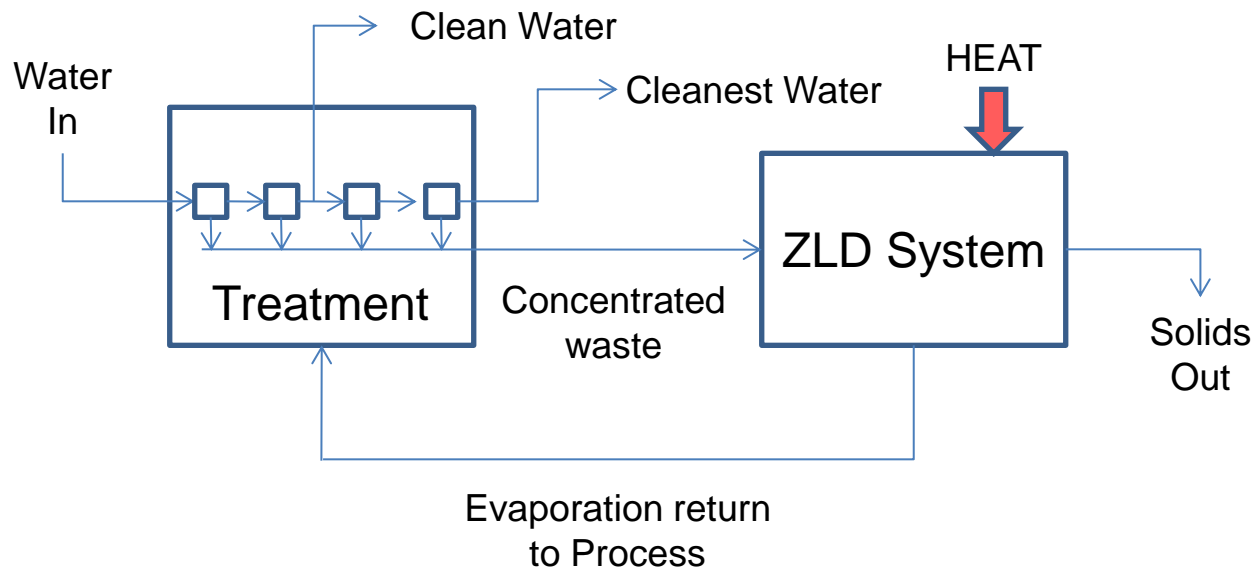 Clean Water
Water
In
HEAT
Cleanest Water
ZLD System
Treatment
Concentrated
waste
Solids
Out
Evaporation return
to Process